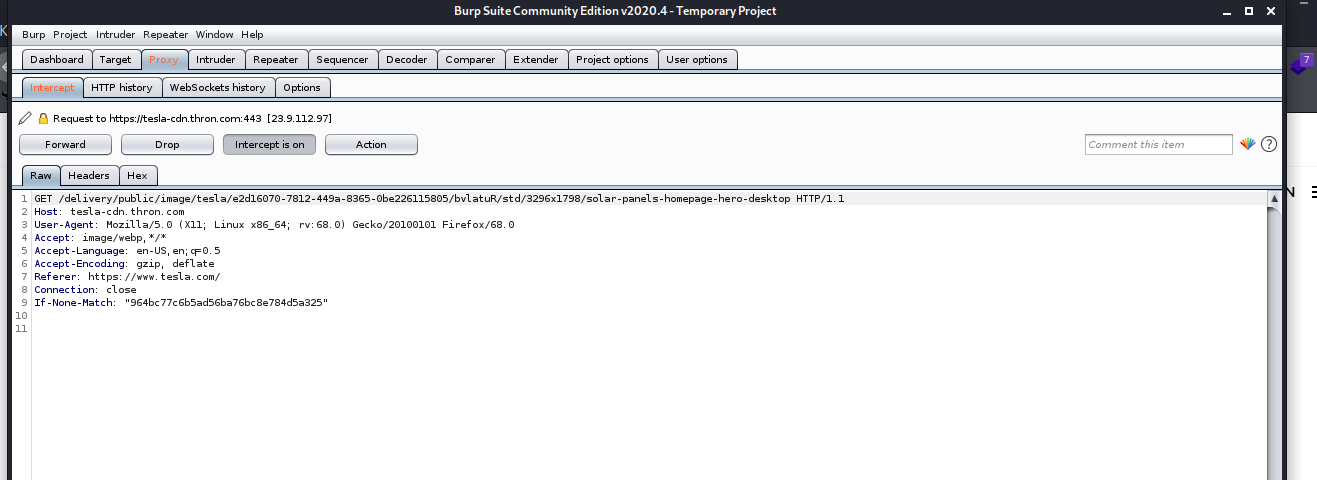 Burp Suite Community Edition v2020.4 - Temporary Project
Burp Project Intruder Repeater Window Help
Dashboard Target Proxy Intruder Repeater Sequencer Decoder Comparer Extender Project options User options
7
Intercept HTTP history WebSockets history Options
Request to https://tesla-cdn.thron.com:443 [23.9.112.97]
Forward Drop Intercept is on Action Comment this item ?
Raw Headers Hex
1 GET /delivery/public/image/tesla/e2d16070-7812-449a-8365-0be226115805/bvlatuR/std/3296x1798/solar-panels-homepage-hero-desktop HTTP/1.1
2 Host: tesla-cdn.thron.com
3 User-Agent: Mozilla/5.0 (X11; Linux x86_64; rv:68.0) Gecko/20100101 Firefox/68.0
4 Accept: image/webp,*/*
5 Accept-Language: en-US,en;q=0.5
6 Accept-Encoding: gzip, deflate
7 Referer: https://www.tesla.com/
8 Connection: close
9 If-None-Match: "964bc77c6b5ad56ba76bc8e784d5a325"
10
11